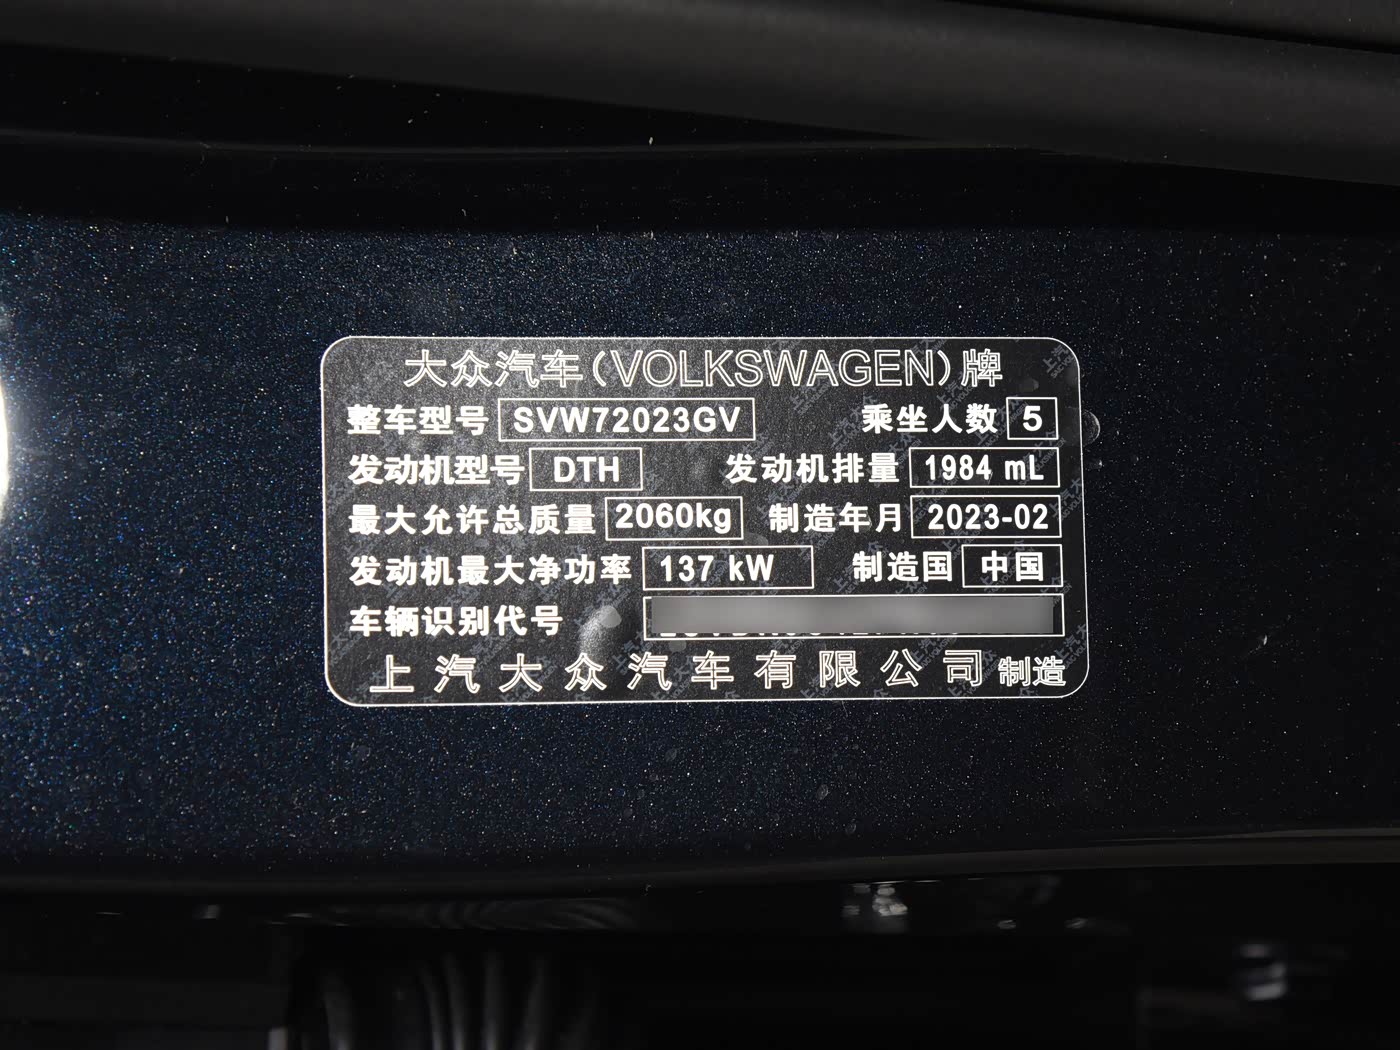 大众汽车(VOLKSWAGEN)牌
整车型号 SVW72023GV 乘坐人数 5
发动机型号 DTH 发动机排量 1984 mL
最大允许总质量 2060kg 制造年月 2023-02
发动机最大净功率 137 kW 制造国 中国
车辆识别代号
上汽大众汽车有限公司 制造